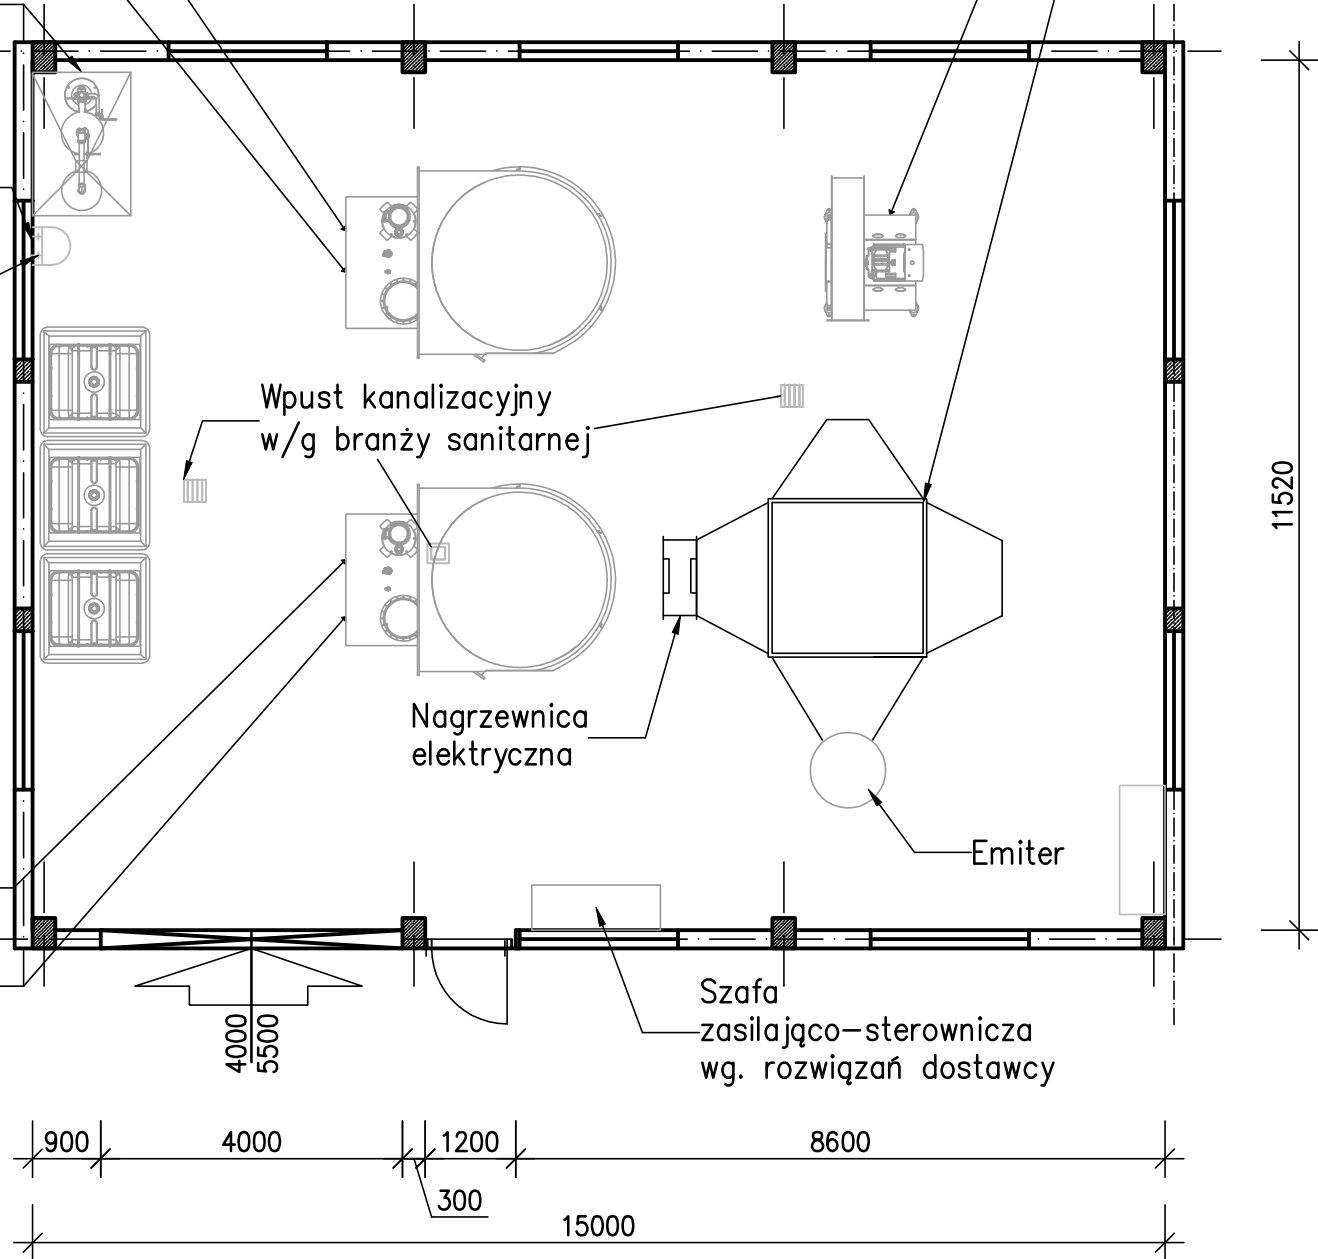 Wpust kanalizacyjny
w/g branży sanitarnej
11520
Nagrzewnica
elektryczna
Emiter
Szafa
zasilająco-sterownicza
wg. rozwiązań dostawcy
4000
5500
900
4000
1200
8600
300
15000